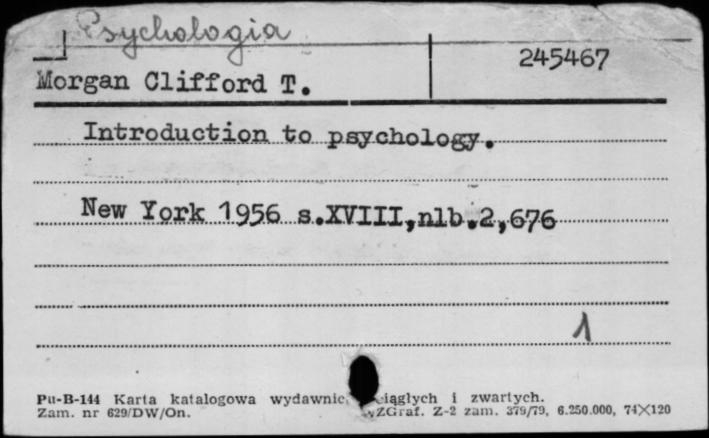 Psychologia
245467
Morgan Clifford T.
Introduction to psychology.
New York 1956 s.XVIII,nlb.2,676
1
Pu-B-144 Karta katalogowa wydawnic ciągłych i zwartych.
Zam. nr 629/DW/On. WZGraf. Z-2 zam. 379/79, 6.250.000, 74X120